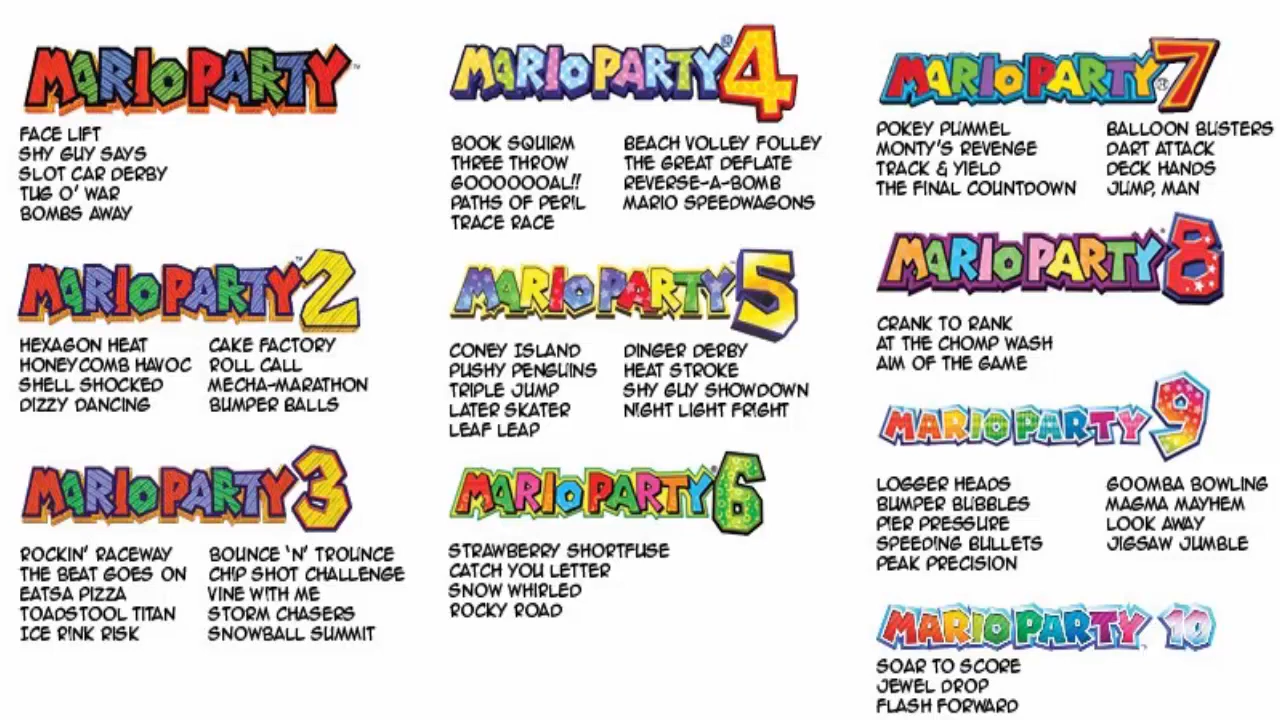 MARIO PARTY™
FACE LIFT
SHY GUY SAYS
SLOT CAR DERBY
TUG O' WAR
BOMBS AWAY
MARIO PARTY™ 2
HEXAGON HEAT
HONEYCOMB HAVOC
SHELL SHOCKED
DIZZY DANCING
CAKE FACTORY
ROLL CALL
MECHA-MARATHON
BUMPER BALLS
MARIO PARTY 3
ROCKIN' RACEWAY
THE BEAT GOES ON
EATSA PIZZA
TOADSTOOL TITAN
ICE RINK RISK
BOUNCE 'N' TROUNCE
CHIP SHOT CHALLENGE
VINE WITH ME
STORM CHASERS
SNOWBALL SUMMIT
MARIO PARTY® 4
BOOK SQUIRM
THREE THROW
GOOOOOOAL!!
PATHS OF PERIL
TRACE RACE
BEACH VOLLEY FOLLEY
THE GREAT DEFLATE
REVERSE-A-BOMB
MARIO SPEEDWAGONS
MARIO PARTY™ 5
CONEY ISLAND
PUSHY PENGUINS
TRIPLE JUMP
LATER SKATER
LEAF LEAP
DINGER DERBY
HEAT STROKE
SHY GUY SHOWDOWN
NIGHT LIGHT FRIGHT
MARIO PARTY® 6
STRAWBERRY SHORTFUSE
CATCH YOU LETTER
SNOW WHIRLED
ROCKY ROAD
MARIO PARTY® 7
POKEY PUMMEL
MONTY'S REVENGE
TRACK & YIELD
THE FINAL COUNTDOWN
BALLOON BUSTERS
DART ATTACK
DECK HANDS
JUMP, MAN
MARIO PARTY 8
CRANK TO RANK
AT THE CHOMP WASH
AIM OF THE GAME
MARIO PARTY 9
LOGGER HEADS
BUMPER BUBBLES
PIER PRESSURE
SPEEDING BULLETS
PEAK PRECISION
GOOMBA BOWLING
MAGMA MAYHEM
LOOK AWAY
JIGSAW JUMBLE
MARIO PARTY 10
SOAR TO SCORE
JEWEL DROP
FLASH FORWARD